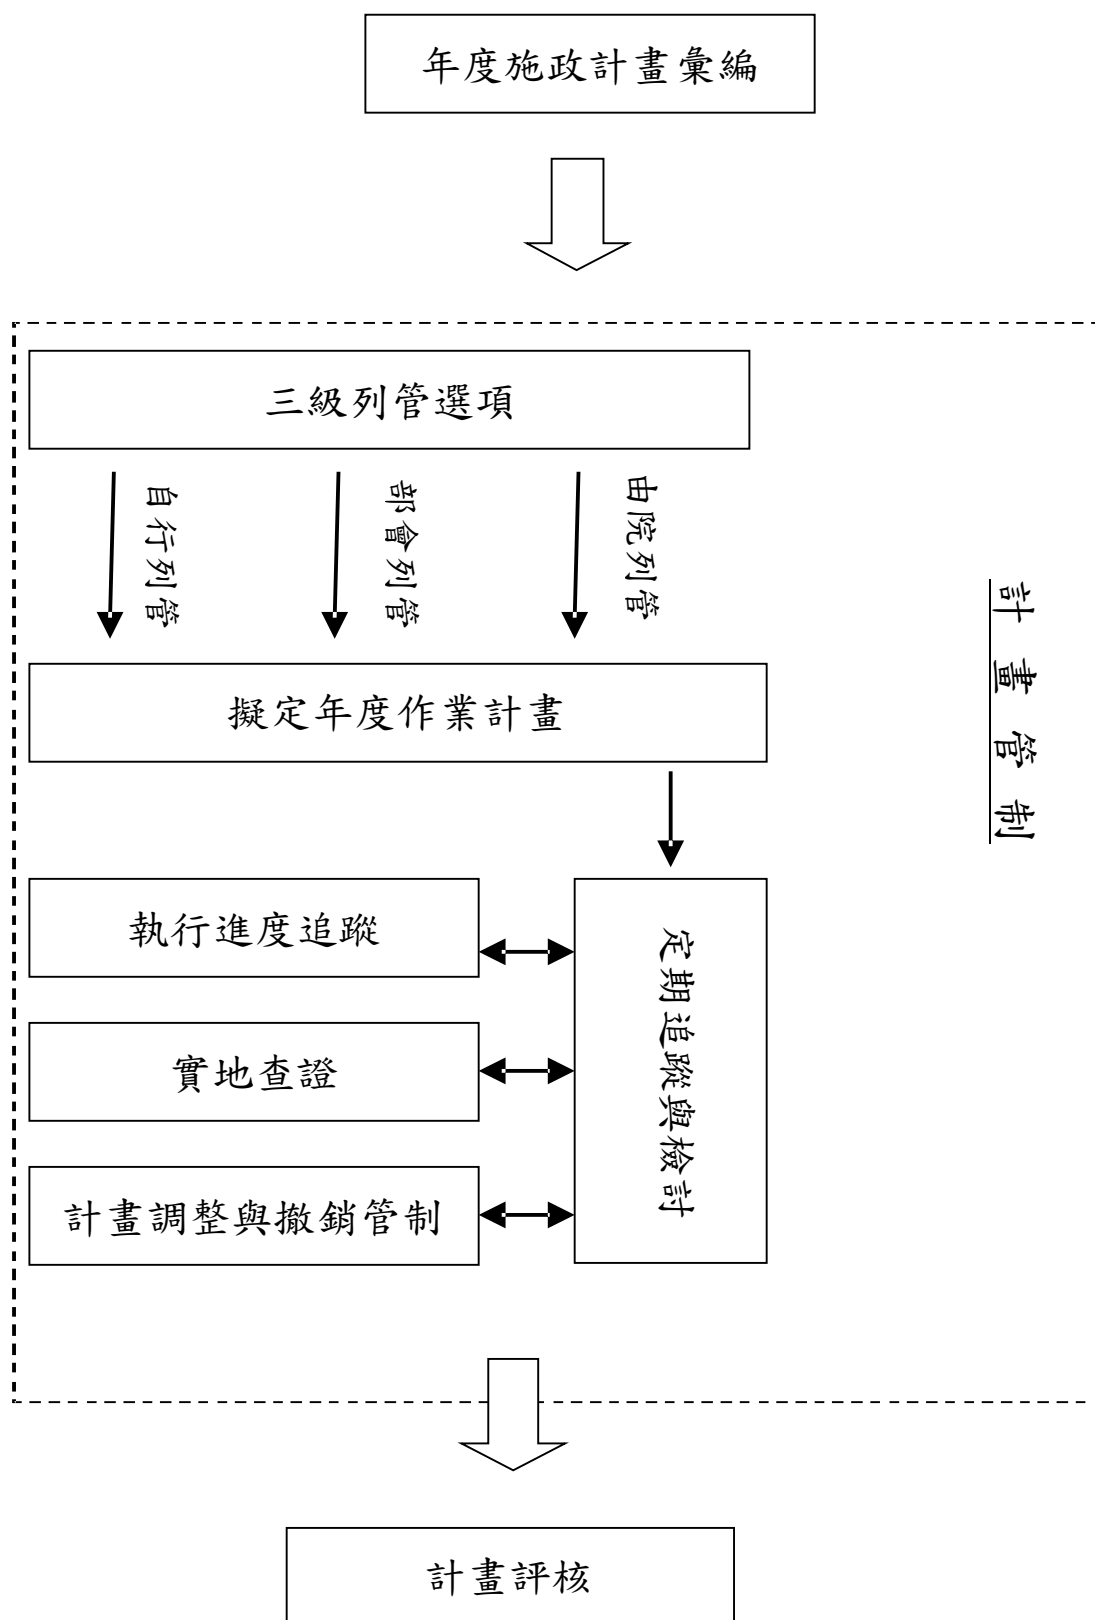 年度施政計畫彙編
三級列管選項
自行列管
部會列管
由院列管
計畫管制
擬定年度作業計畫
執行進度追蹤
定期追蹤與檢討
實地查證
計畫調整與撤銷管制
計畫評核